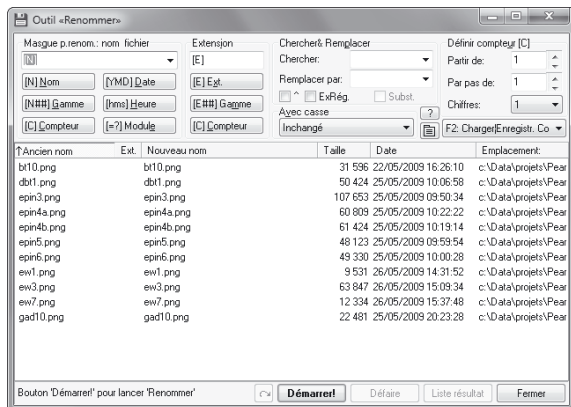 Outil «Renommer»
Masque p.renom.: nom fichier
[N]
[N] Nom
[YMD] Date
[N##] Gamme
[hms] Heure
[C] Compteur
[=?] Module
Extension
[E]
[E] Ext.
[E##] Gamme
[C] Compteur
Chercher& Remplacer
Chercher:
Remplacer par:
^ ExRég. Subst.
Avec casse
?
Inchangé
Définir compteur [C]
Partir de: 1
Par pas de: 1
Chiffres: 1
F2: Charger|Enregistr. Co
↑Ancien nom Ext. Nouveau nom Taille Date Emplacement:
bt10.png bt10.png 31 596 22/05/2009 16:26:10 c:\Data\projets\Pear
dbt1.png dbt1.png 50 424 25/05/2009 10:06:58 c:\Data\projets\Pear
epin3.png epin3.png 107 653 25/05/2009 09:50:34 c:\Data\projets\Pear
epin4a.png epin4a.png 60 809 25/05/2009 10:22:22 c:\Data\projets\Pear
epin4b.png epin4b.png 61 424 25/05/2009 10:19:14 c:\Data\projets\Pear
epin5.png epin5.png 48 123 25/05/2009 09:59:54 c:\Data\projets\Pear
epin6.png epin6.png 49 330 25/05/2009 10:00:28 c:\Data\projets\Pear
ew1.png ew1.png 9 531 26/05/2009 14:31:52 c:\Data\projets\Pear
ew3.png ew3.png 63 847 26/05/2009 15:09:34 c:\Data\projets\Pear
ew7.png ew7.png 12 334 26/05/2009 15:37:48 c:\Data\projets\Pear
gad10.png gad10.png 22 481 25/05/2009 20:23:28 c:\Data\projets\Pear
Bouton 'Démarrer!' pour lancer 'Renommer'
Démarrer!
Défaire
Liste résultat
Fermer